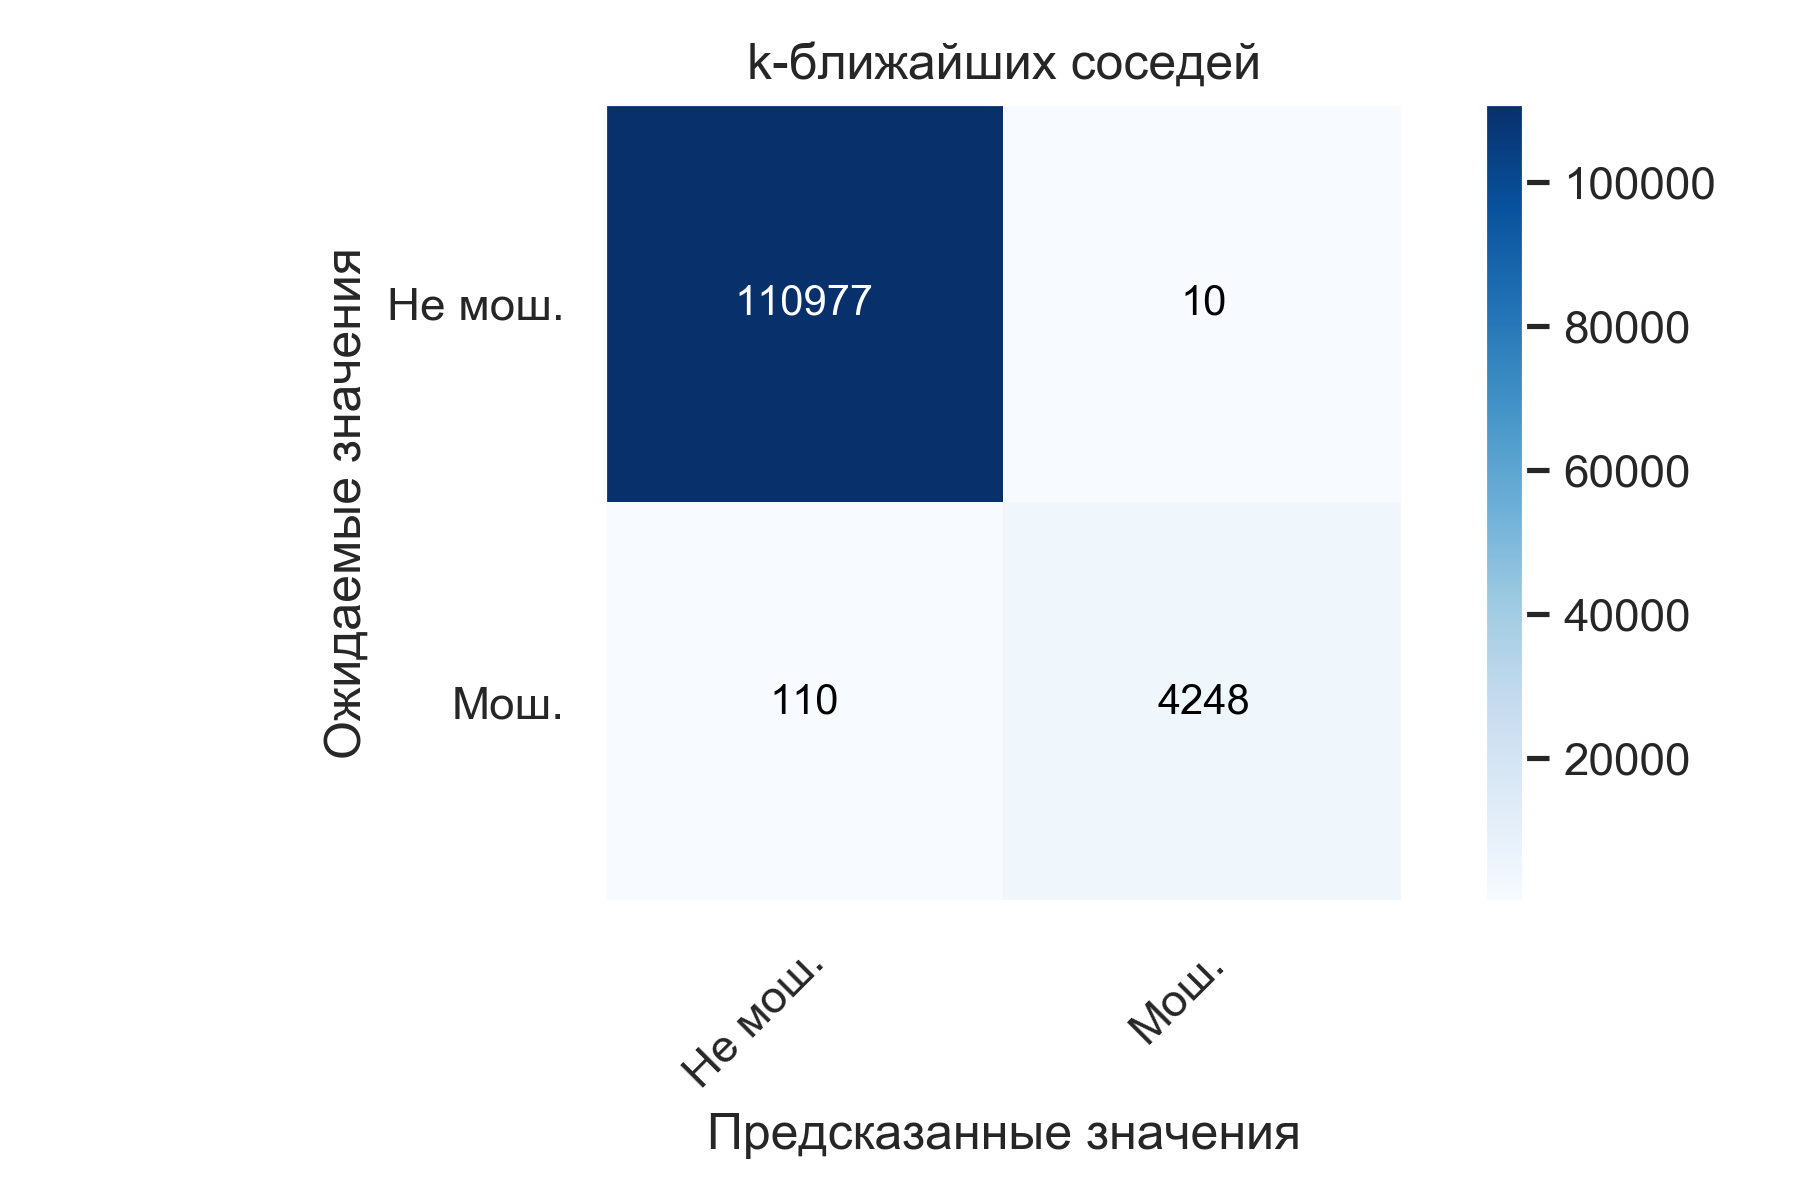 k-ближайших соседей
Ожидаемые значения
Не мош.
110977
10
Мош.
110
4248
Не мош.
Мош.
Предсказанные значения
100000
80000
60000
40000
20000